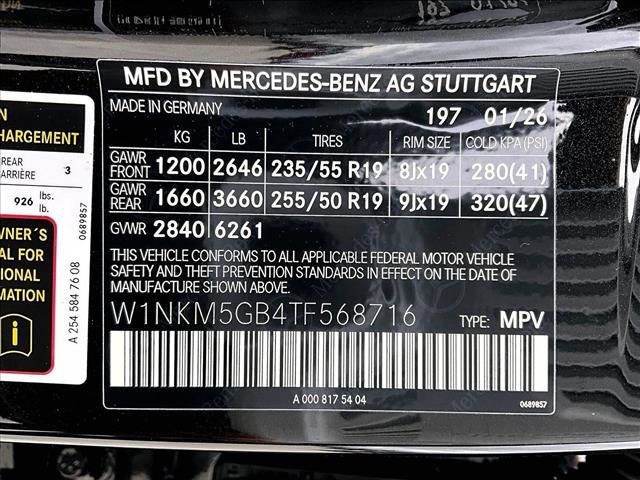 MFD BY MERCEDES-BENZ AG STUTTGART
MADE IN GERMANY 197 01/26
KG LB TIRES RIM SIZE COLD KPA (PSI)
GAWR FRONT 1200 2646 235/55 R19 8Jx19 280(41)
GAWR REAR 1660 3660 255/50 R19 9Jx19 320(47)
GVWR 2840 6261
THIS VEHICLE CONFORMS TO ALL APPLICABLE FEDERAL MOTOR VEHICLE
SAFETY AND THEFT PREVENTION STANDARDS IN EFFECT ON THE DATE OF
MANUFACTURE SHOWN ABOVE.
W1NKM5GB4TF568716 TYPE: MPV
A 000 817 54 04 0689857
N
CHARGEMENT
REAR 3
ARRIÈRE
926 lbs.
lb.
0689857
WNER´S
AL FOR
TIONAL
RMATION
i
A 254 584 76 08